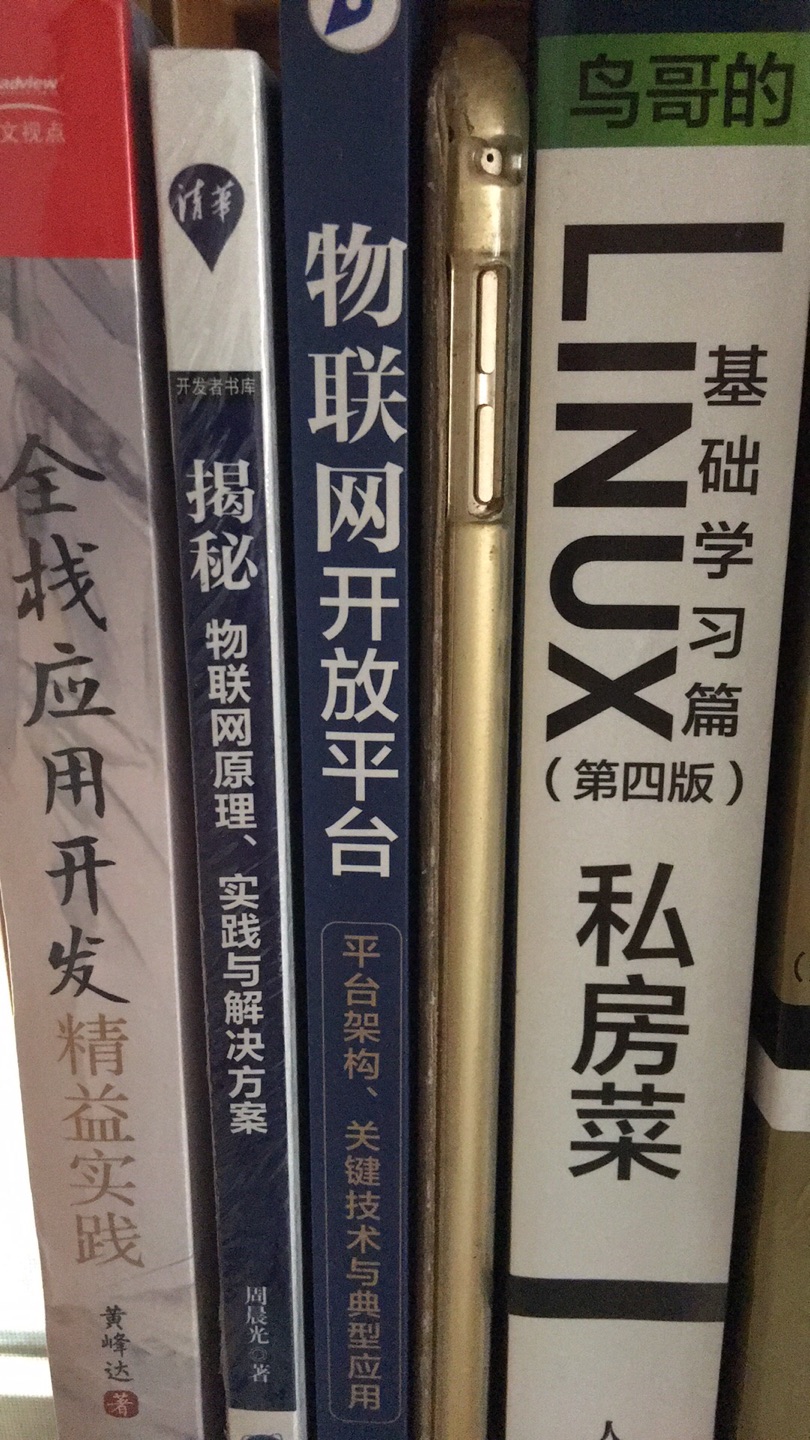 adview
文视点
全栈应用开发
精益实践
黄峰达 著
清华
开发者书库
揭秘
物联网原理、实践与解决方案
周晨光◎著
物联网开放平台
平台架构、关键技术与典型应用
鸟哥的
LINUX
基础学习篇
(第四版)
私房菜
人